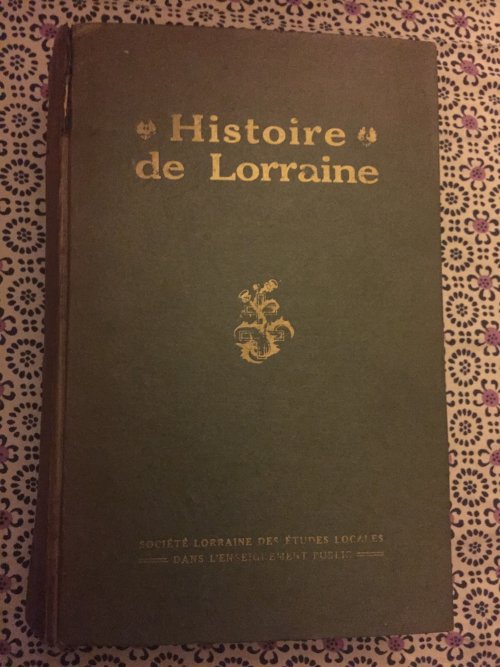 Histoire
de Lorraine
SOCIÉTÉ LORRAINE DES ÉTUDES LOCALES
DANS L'ENSEIGNEMENT PUBLIC